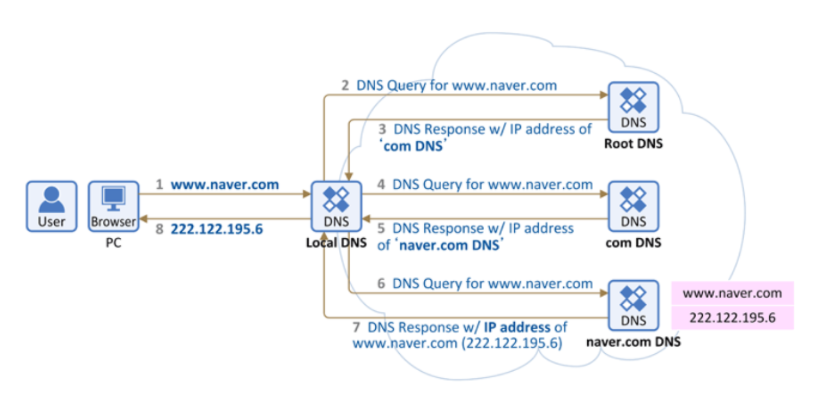 2 DNS Query for www.naver.com
DNS
Root DNS
3 DNS Response w/ IP address of
‘com DNS’
1 www.naver.com
4 DNS Query for www.naver.com
User
Browser
PC
DNS
Local DNS
DNS
com DNS
8 222.122.195.6
5 DNS Response w/ IP address
of ‘naver.com DNS’
6 DNS Query for www.naver.com
DNS
naver.com DNS
www.naver.com
222.122.195.6
7 DNS Response w/ IP address of
www.naver.com (222.122.195.6)